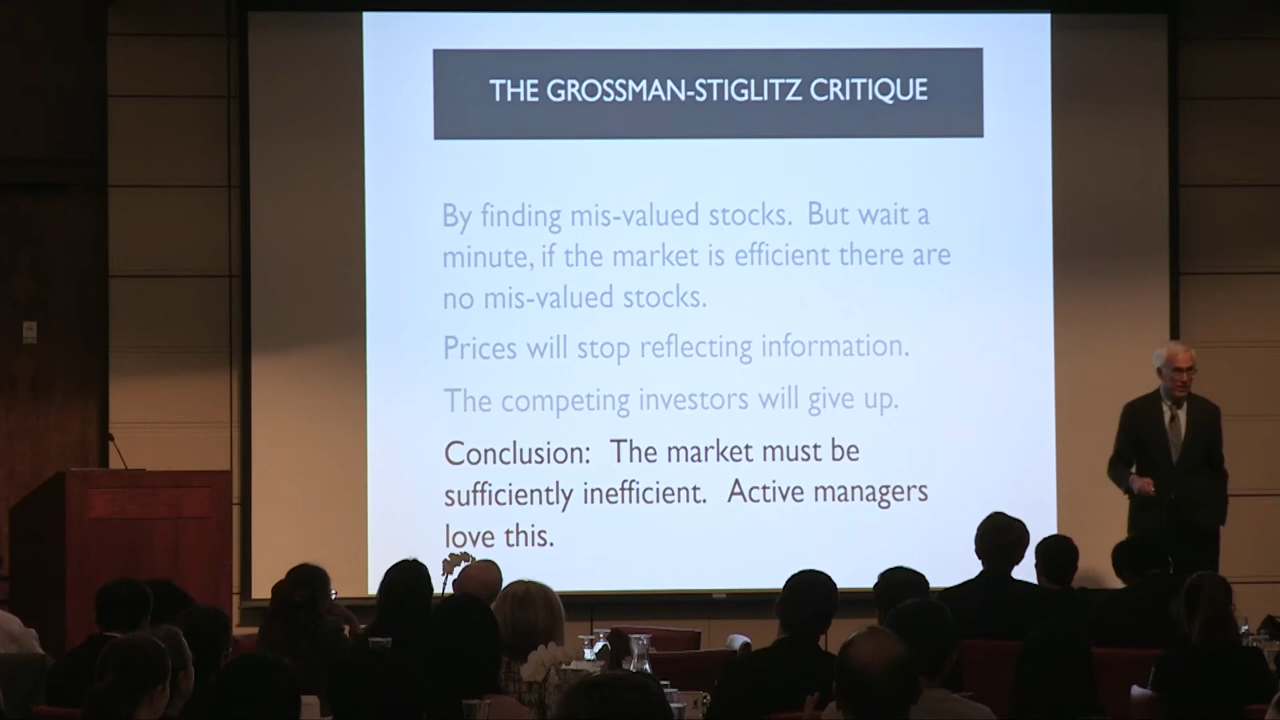 THE GROSSMAN-STIGLITZ CRITIQUE
By finding mis-valued stocks. But wait a
minute, if the market is efficient there are
no mis-valued stocks.
Prices will stop reflecting information.
The competing investors will give up.
Conclusion: The market must be
sufficiently inefficient. Active managers
love this.